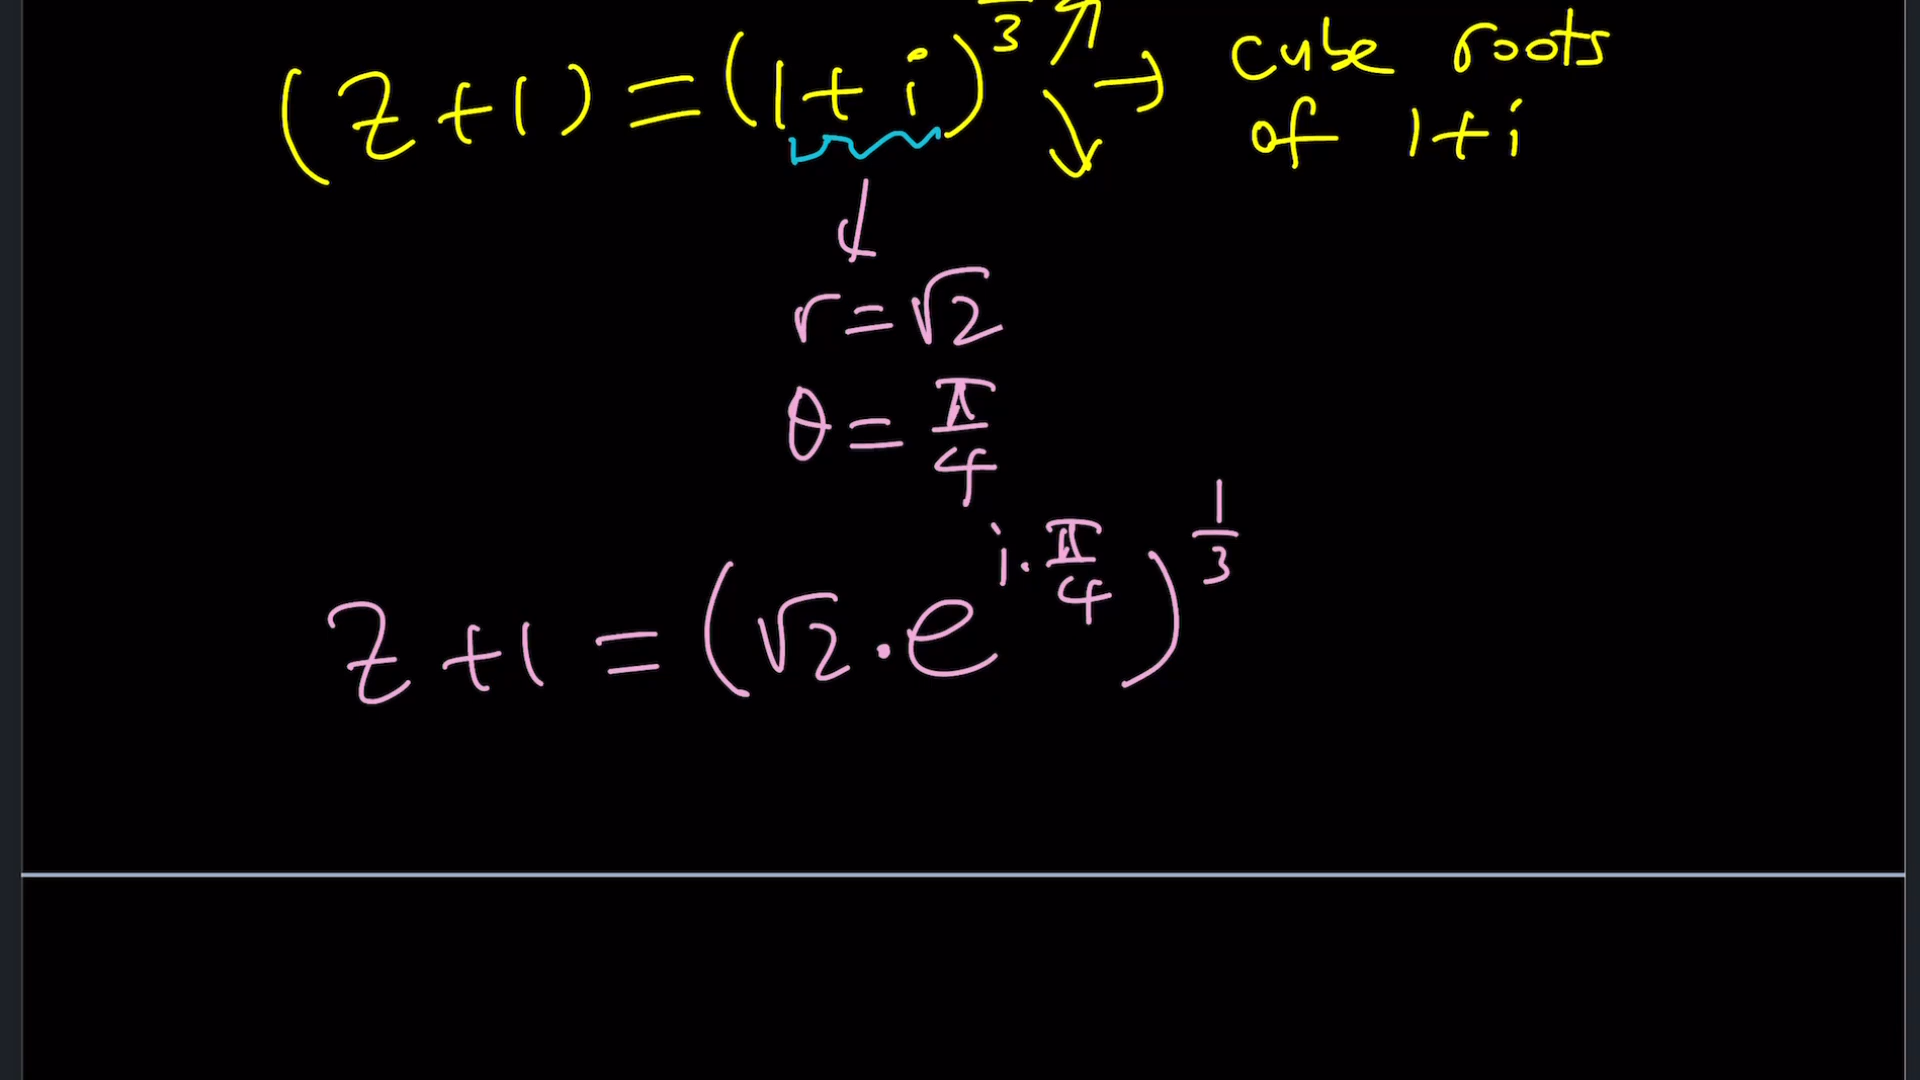 (z+1) = (1+i)^{1/3} → cube roots
of 1+i
r = √2
θ = π/4
z+1 = (√2 · e^{i·π/4})^{1/3}